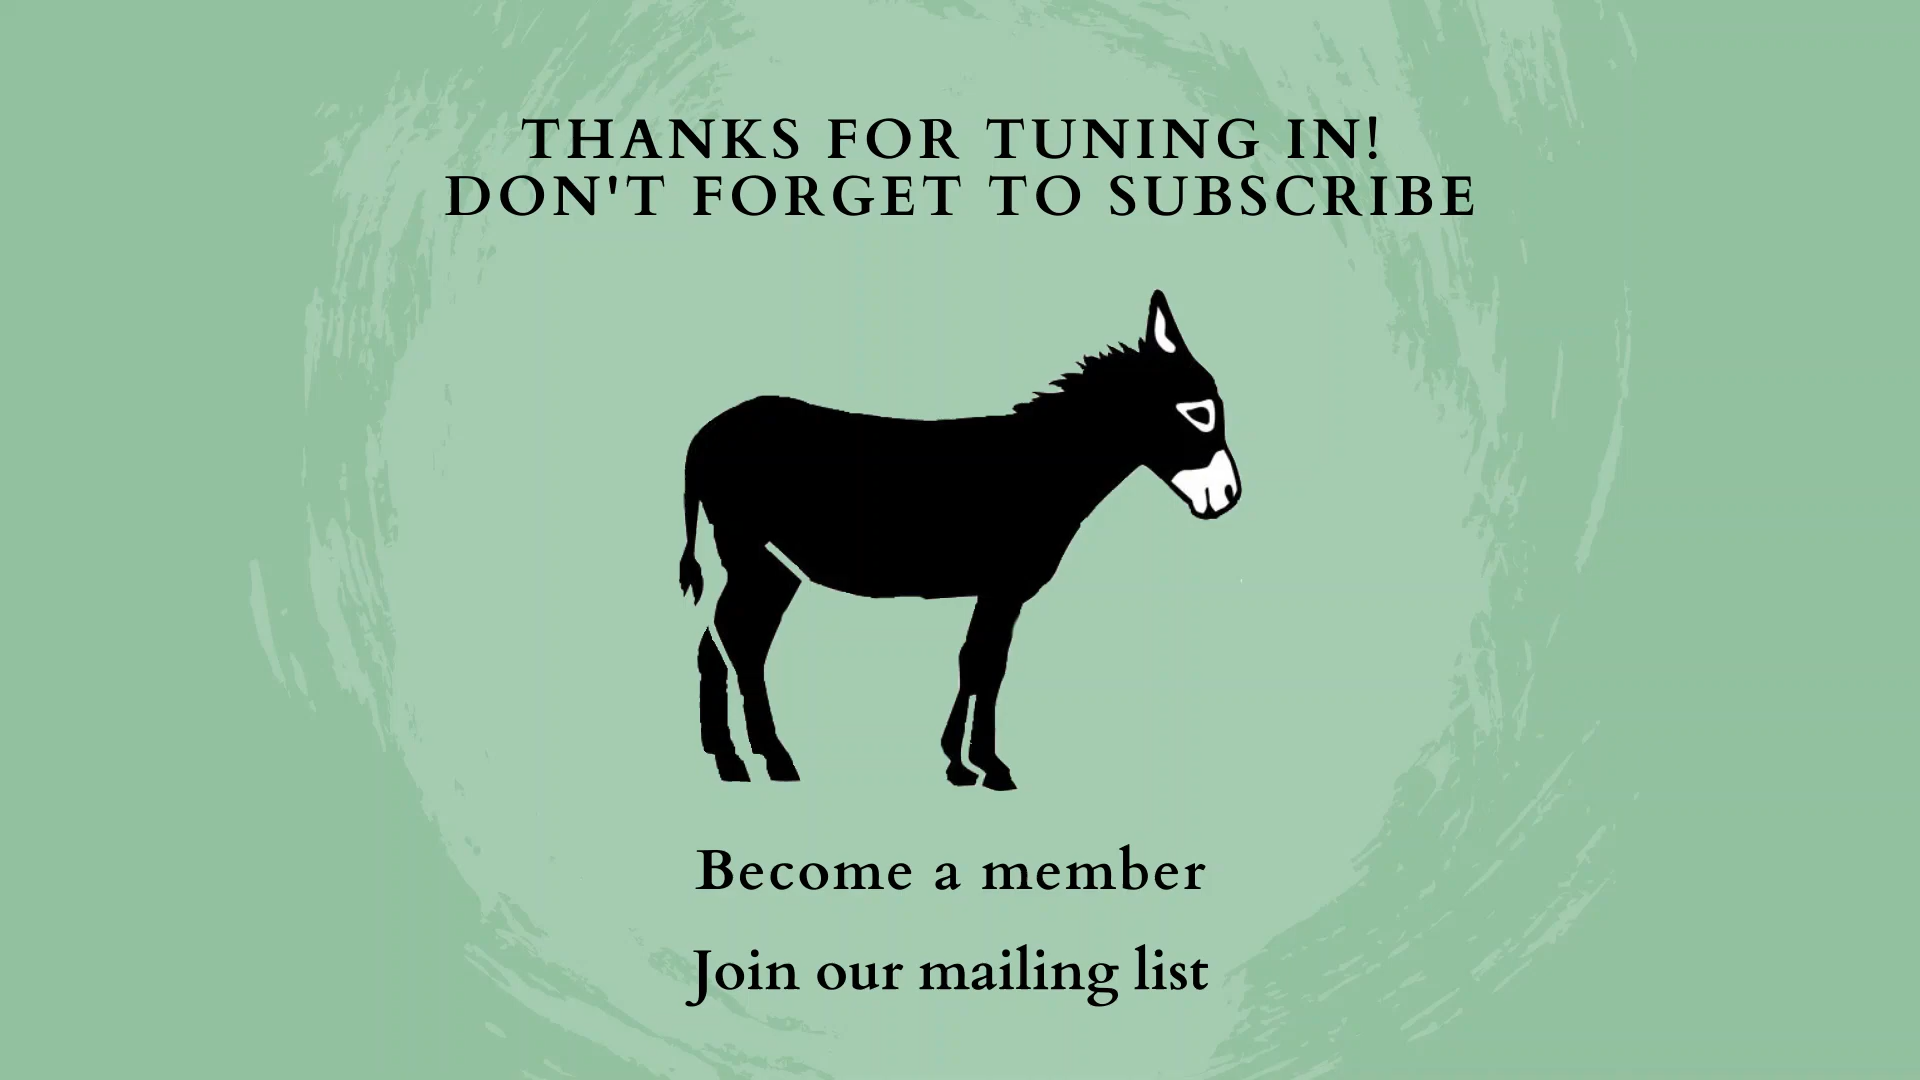 THANKS FOR TUNING IN!
DON'T FORGET TO SUBSCRIBE
Become a member
Join our mailing list